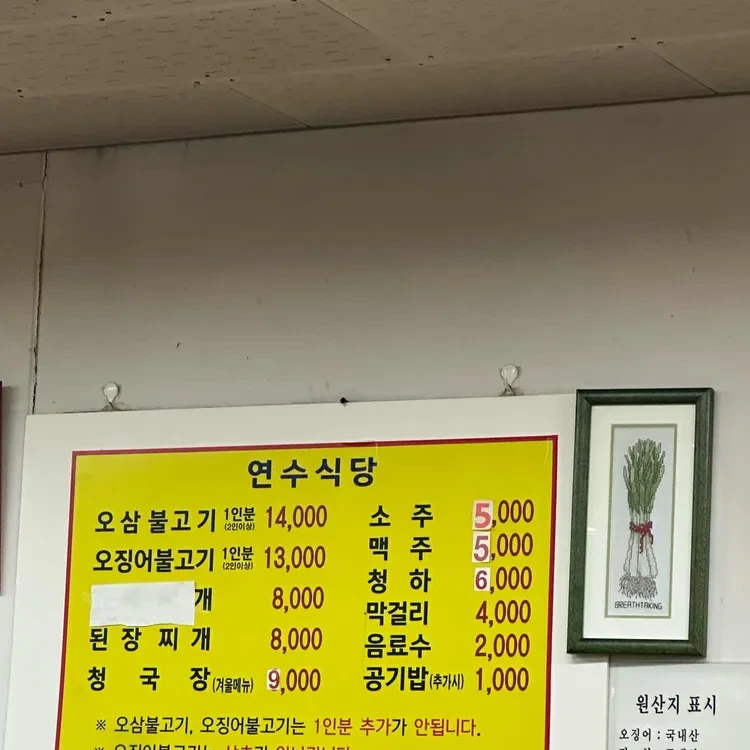 연수식당
오삼불고기 1인분 (2인이상) 14,000
오징어불고기 1인분 (2인이상) 13,000
개 8,000
된장찌개 8,000
청국장 (겨울메뉴) 9,000
소주 5,000
맥주 5,000
청하 6,000
막걸리 4,000
음료수 2,000
공기밥 (추가시) 1,000
※ 오삼불고기, 오징어불고기는 1인분 추가가 안됩니다.
BREATHTAKING
원산지 표시
오징어 : 국내산